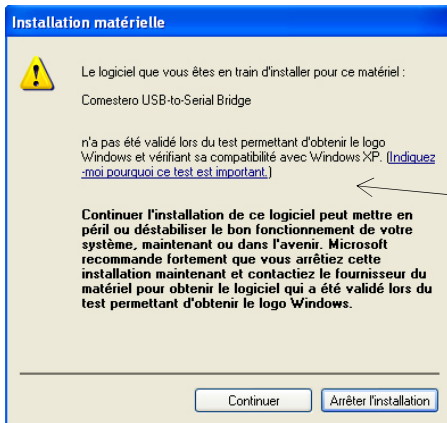 Installation matérielle
Le logiciel que vous êtes en train d'installer pour ce matériel :
Comestero USB-to-Serial Bridge
n'a pas été validé lors du test permettant d'obtenir le logo
Windows et vérifiant sa compatibilité avec Windows XP. (Indiquez
-moi pourquoi ce test est important.)
Continuer l'installation de ce logiciel peut mettre en
péril ou déstabiliser le bon fonctionnement de votre
système, maintenant ou dans l'avenir. Microsoft
recommande fortement que vous arrêtiez cette
installation maintenant et contactiez le fournisseur du
matériel pour obtenir le logiciel qui a été validé lors du
test permettant d'obtenir le logo Windows.
Continuer
Arrêter l'installation